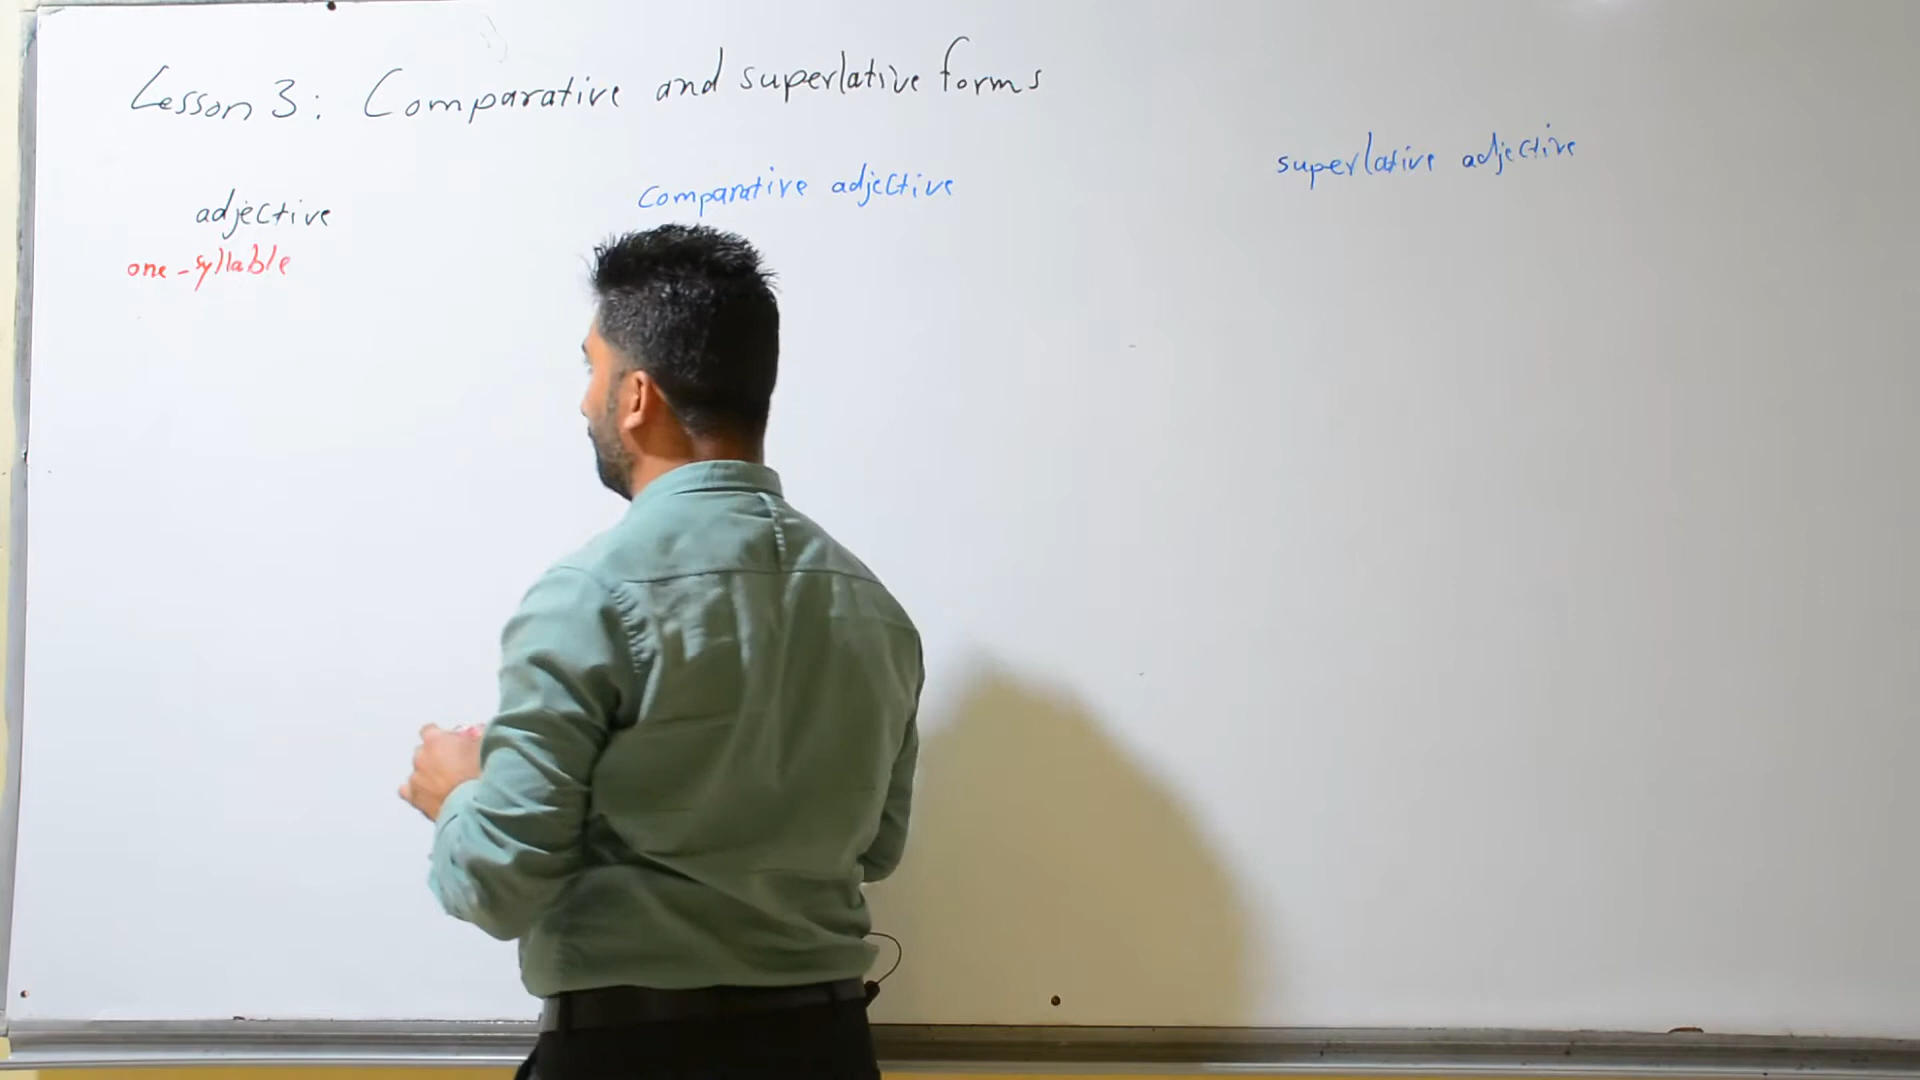 Lesson 3: Comparative and superlative forms
adjective
comparative adjective
superlative adjective
one-syllable